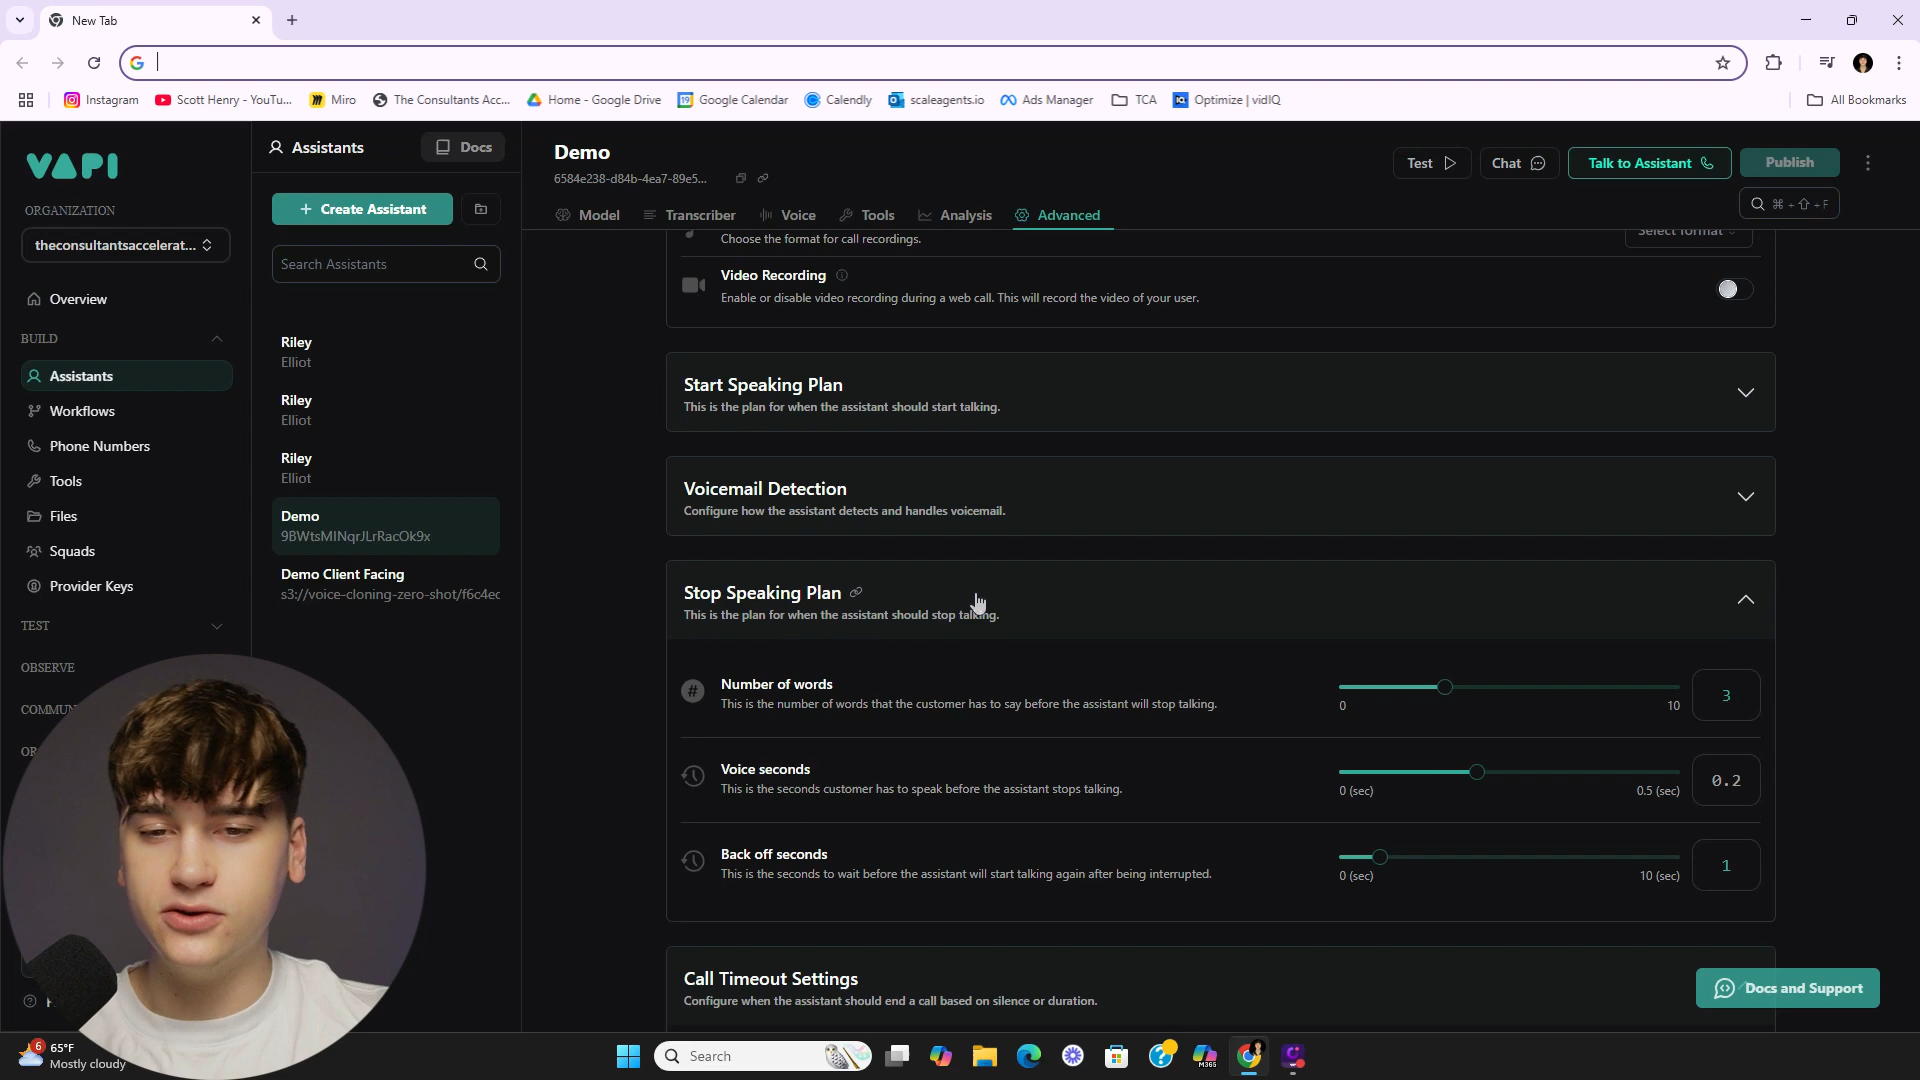 New Tab
Instagram
Scott Henry - YouTu...
Miro
The Consultants Acc...
Home - Google Drive
Google Calendar
Calendly
scaleagents.io
Ads Manager
TCA
Optimize | vidIQ
All Bookmarks
VAPI
ORGANIZATION
theconsultantsaccelerat...
Overview
BUILD
Assistants
Workflows
Phone Numbers
Tools
Files
Squads
Provider Keys
TEST
OBSERVE
Assistants
Docs
+ Create Assistant
Search Assistants
Riley
Elliot
Riley
Elliot
Riley
Elliot
Demo
9BWtsMINqrJLrRacOk9x
Demo Client Facing
s3://voice-cloning-zero-shot/f6c4ec
Demo
6584e238-d84b-4ea7-89e5...
Test
Chat
Talk to Assistant
Publish
⌘ + ⇧ + F
Model
Transcriber
Voice
Tools
Analysis
Advanced
Choose the format for call recordings.
Select format
Video Recording
Enable or disable video recording during a web call. This will record the video of your user.
Start Speaking Plan
This is the plan for when the assistant should start talking.
Voicemail Detection
Configure how the assistant detects and handles voicemail.
Stop Speaking Plan
This is the plan for when the assistant should stop talking.
Number of words
This is the number of words that the customer has to say before the assistant will stop talking.
0
10
3
Voice seconds
This is the seconds customer has to speak before the assistant stops talking.
0 (sec)
0.5 (sec)
0.2
Back off seconds
This is the seconds to wait before the assistant will start talking again after being interrupted.
0 (sec)
10 (sec)
1
Call Timeout Settings
Configure when the assistant should end a call based on silence or duration.
Docs and Support
6
65°F
Mostly cloudy
Search
M365